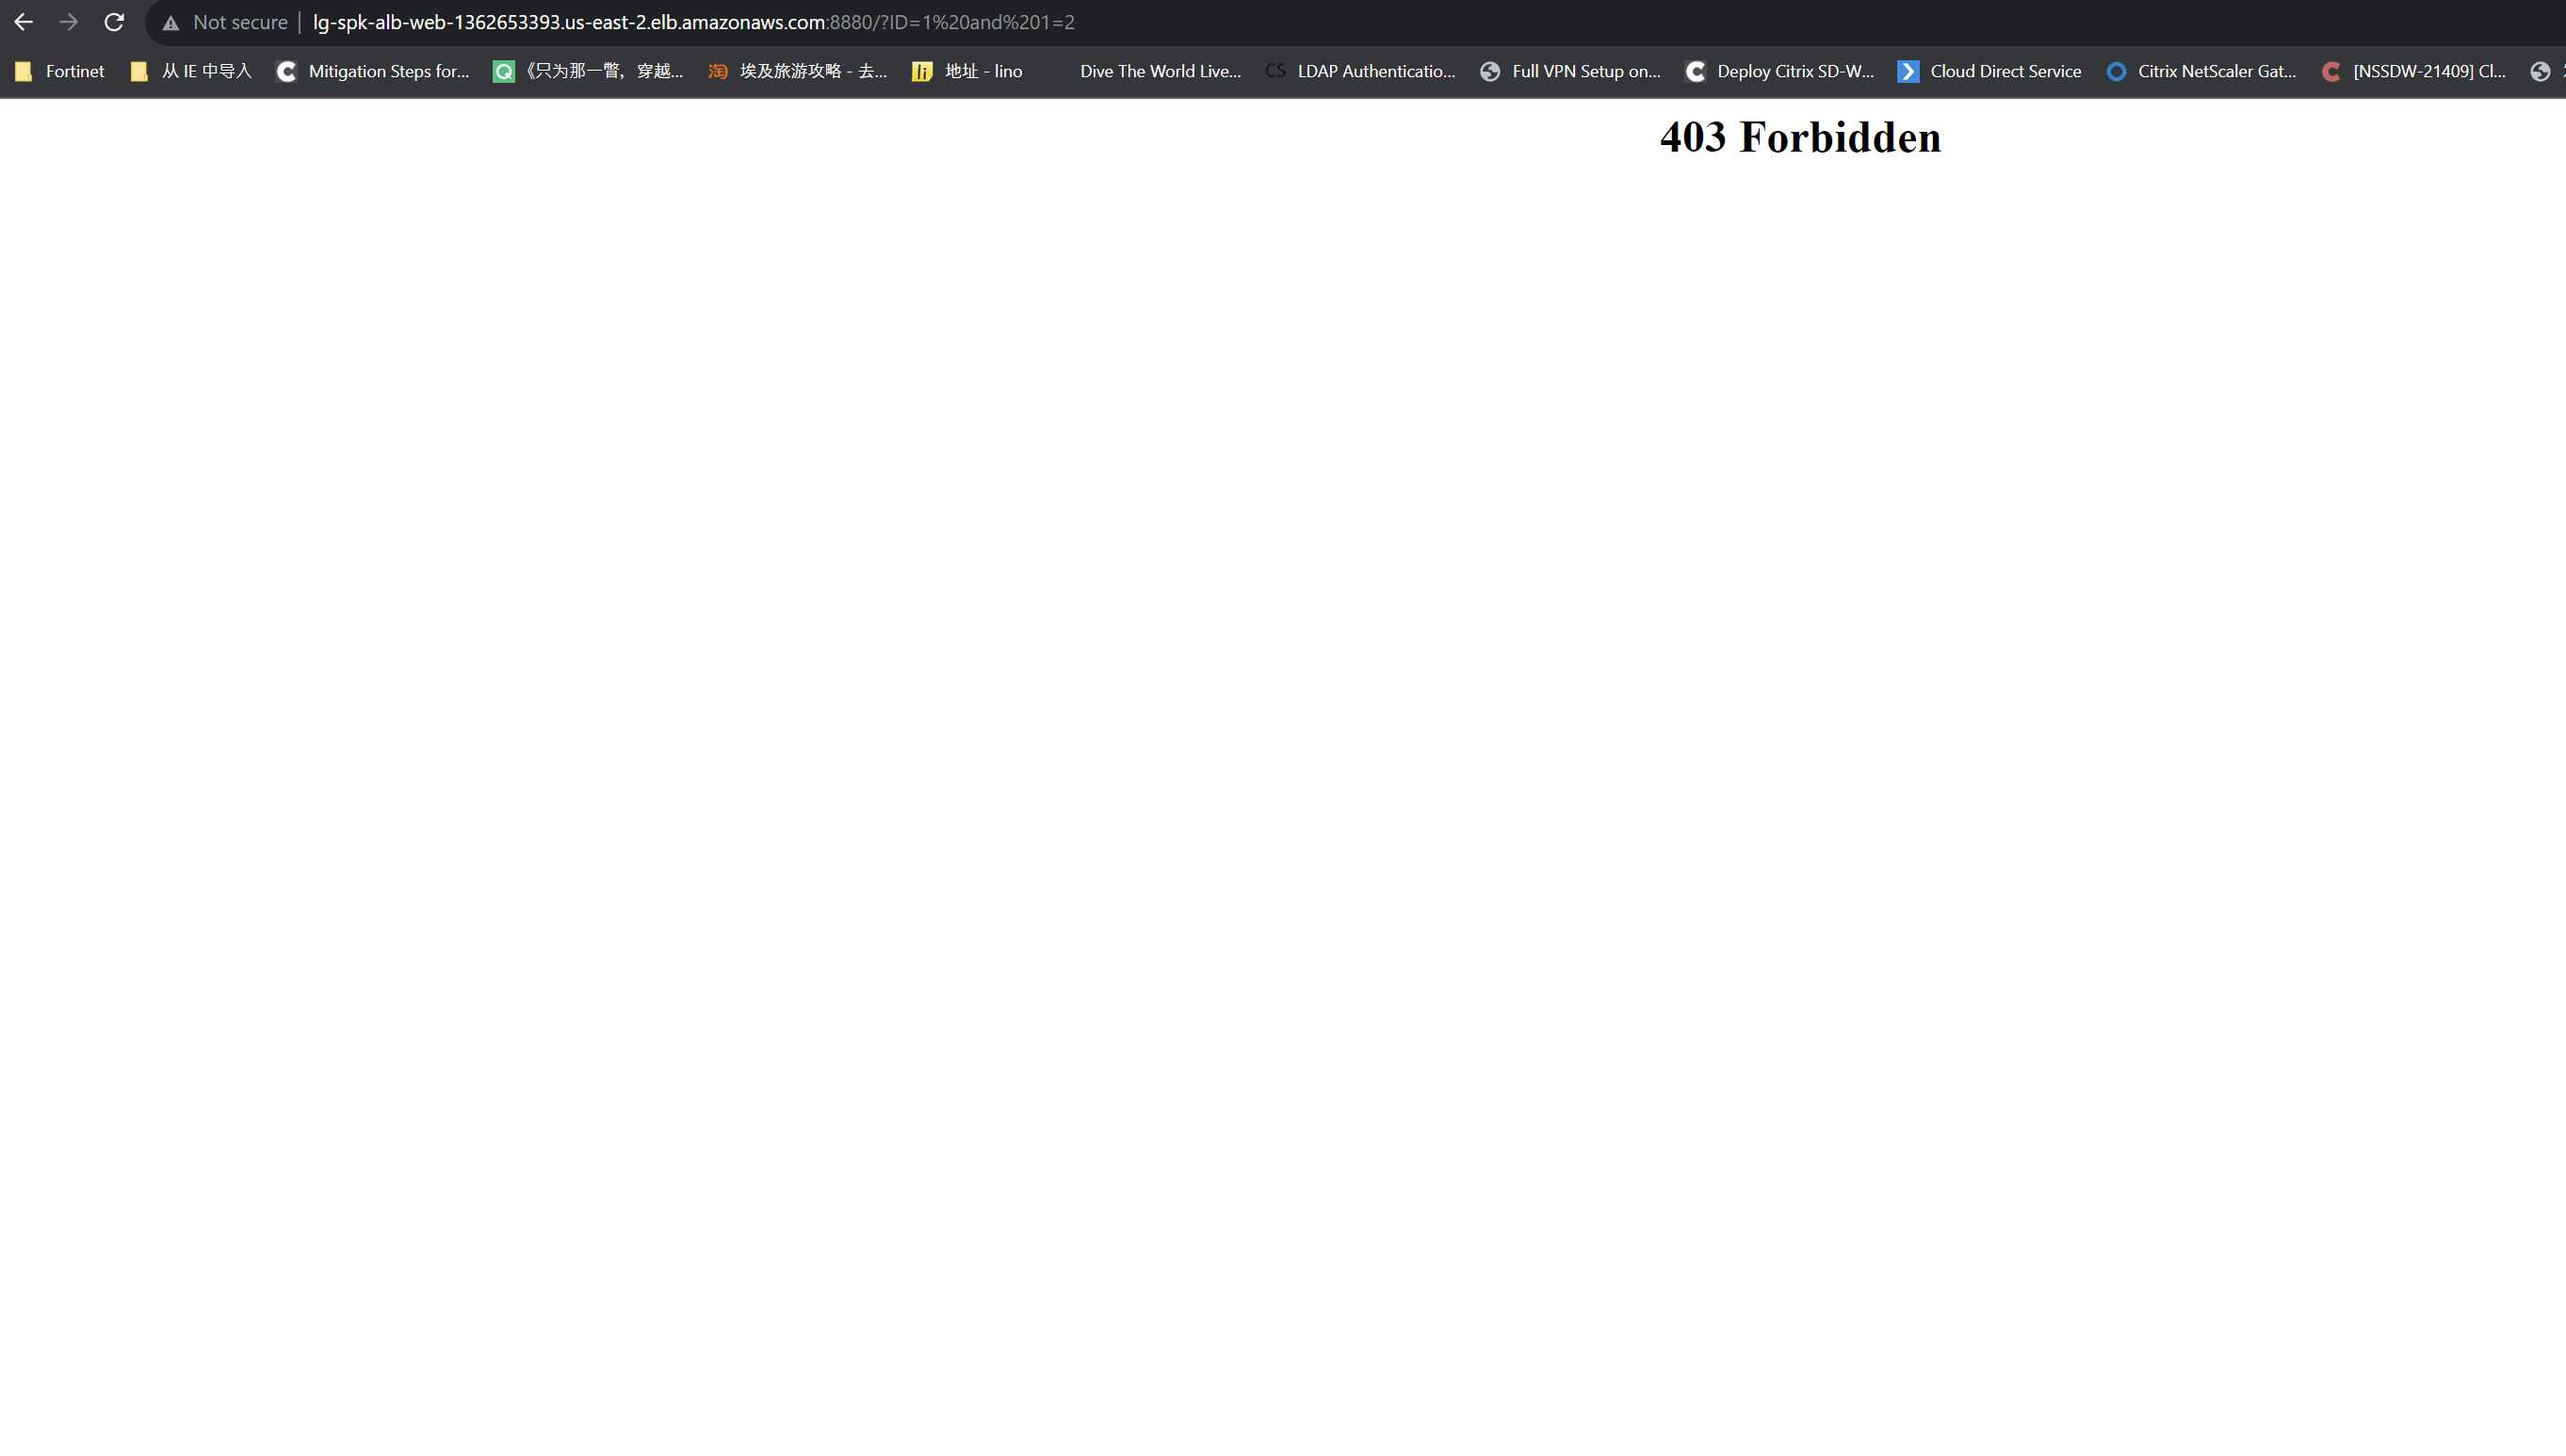 Not secure lg-spk-alb-web-1362653393.us-east-2.elb.amazonaws.com:8880/?ID=1%20and%201=2
Fortinet 从 IE 中导入 Mitigation Steps for... 《只为那一瞥，穿越... 淘 埃及旅游攻略 - 去... li 地址 - lino Dive The World Live... CS LDAP Authenticatio... Full VPN Setup on... Deploy Citrix SD-W... Cloud Direct Service Citrix NetScaler Gat... [NSSDW-21409] Cl...
403 Forbidden